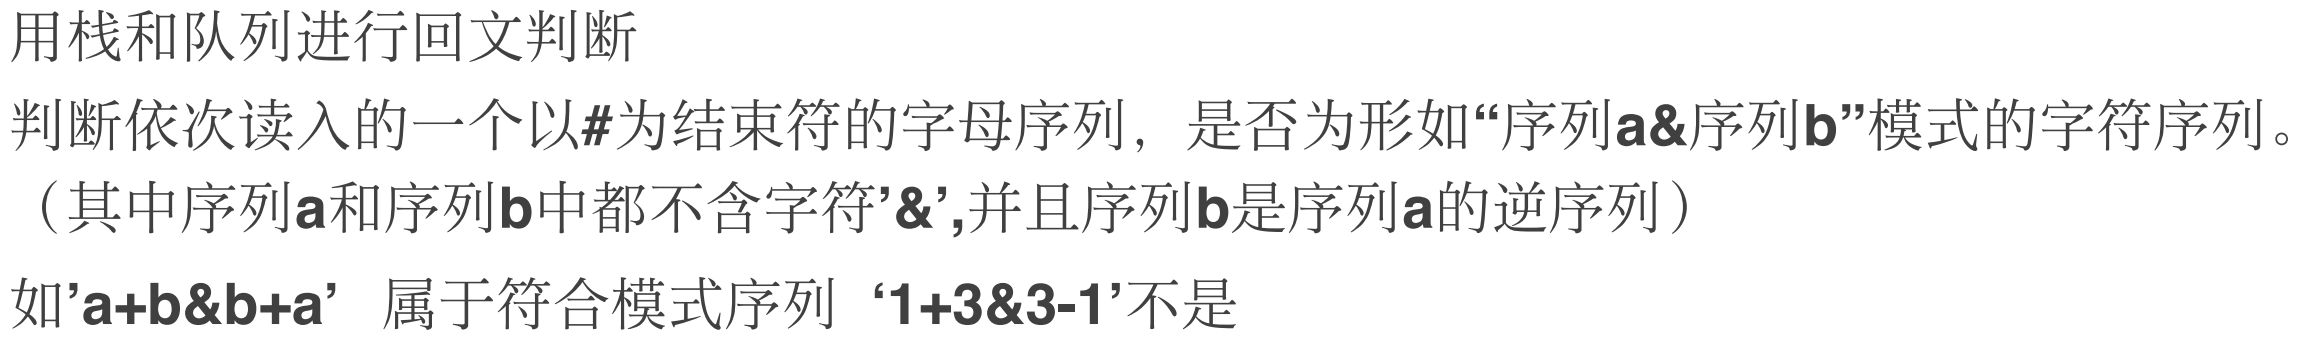 用栈和队列进行回文判断
判断依次读入的一个以#为结束符的字母序列，是否为形如“序列a&序列b”模式的字符序列。
（其中序列a和序列b中都不含字符’&’,并且序列b是序列a的逆序列）
如’a+b&b+a’ 属于符合模式序列 ‘1+3&3-1’不是